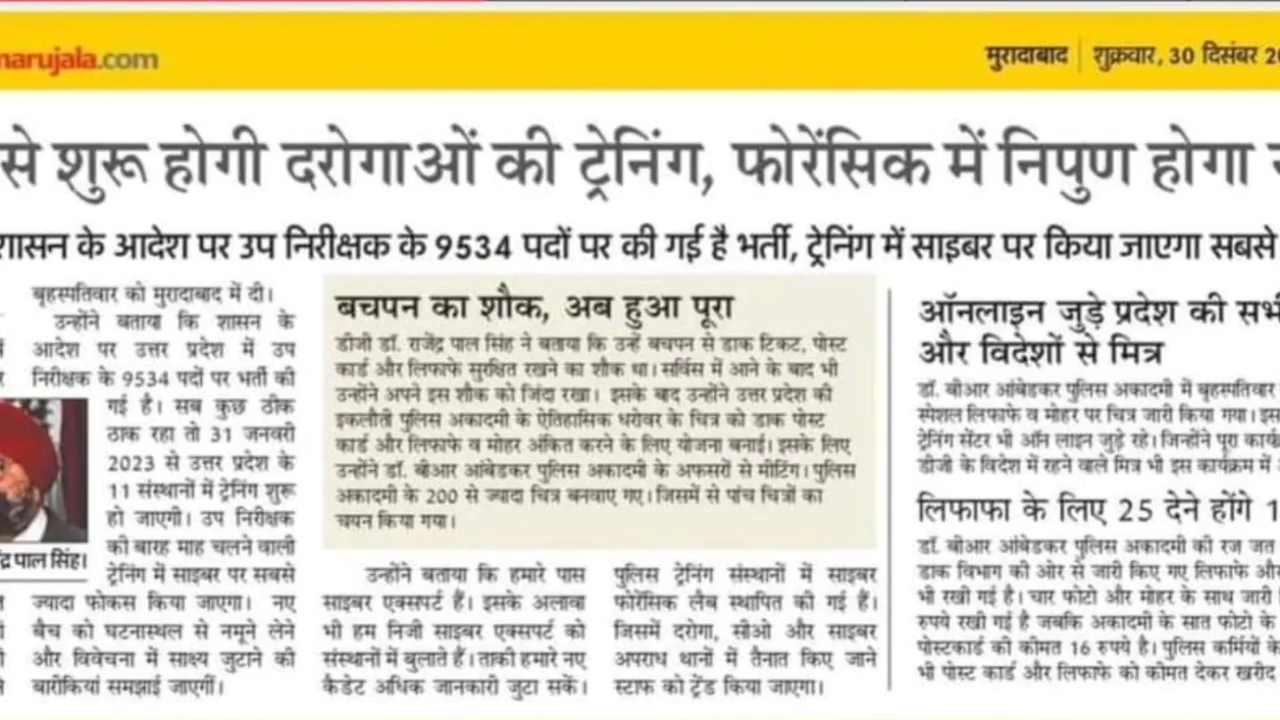 marujala.com
मुरादाबाद | शुक्रवार, 30 दिसंबर
से शुरू होगी दरोगाओं की ट्रेनिंग, फोरेंसिक में निपुण होगा
शासन के आदेश पर उप निरीक्षक के 9534 पदों पर की गई है भर्ती, ट्रेनिंग में साइबर पर किया जाएगा सबसे
बृहस्पतिवार को मुरादाबाद में दी।
उन्होंने बताया कि शासन के
आदेश पर उत्तर प्रदेश में उप
निरीक्षक के 9534 पदों पर भर्ती की
गई है। सब कुछ ठीक
ठाक रहा तो 31 जनवरी
2023 से उत्तर प्रदेश के
11 संस्थानों में ट्रेनिंग शुरू
हो जाएगी। उप निरीक्षक
की बारह माह चलने वाली
ट्रेनिंग में साइबर पर सबसे
ज्यादा फोकस किया जाएगा। नए
बैच को घटनास्थल से नमूने लेने
और विवेचना में साक्ष्य जुटाने की
बारीकियां समझाई जाएगीं।
द्र पाल सिंह।
बचपन का शौक, अब हुआ पूरा
डीजी डॉ. राजेंद्र पाल सिंह ने बताया कि उन्हें बचपन से डाक टिकट, पोस्ट
कार्ड और लिफाफे सुरक्षित रखने का शौक था। सर्विस में आने के बाद भी
उन्होंने अपने इस शौक को जिंदा रखा। इसके बाद उन्होंने उत्तर प्रदेश की
इकलौती पुलिस अकादमी के ऐतिहासिक धरोवर के चित्र को डाक पोस्ट
कार्ड और लिफाफे व मोहर अंकित करने के लिए योजना बनाई। इसके लिए
उन्होंने डॉ. बीआर आंबेडकर पुलिस अकादमी के अफसरों से मीटिंग। पुलिस
अकादमी के 200 से ज्यादा चित्र बनवाए गए। जिसमें से पांच चित्रों का
चयन किया गया।
उन्होंने बताया कि हमारे पास
साइबर एक्सपर्ट हैं। इसके अलावा
भी हम निजी साइबर एक्सपर्ट को
संस्थानों में बुलाते हैं। ताकी हमारे नए
कैडेट अधिक जानकारी जुटा सकें।
पुलिस ट्रेनिंग संस्थानों में साइबर
फोरेंसिक लैब स्थापित की गई हैं।
जिसमें दरोगा, सीओ और साइबर
अपराध थानों में तैनात किए जाने
स्टाफ को ट्रेंड किया जाएगा।
ऑनलाइन जुड़े प्रदेश की सभी
और विदेशों से मित्र
डॉ. बीआर आंबेडकर पुलिस अकादमी में बृहस्पतिवार
स्पेशल लिफाफे व मोहर पर चित्र जारी किया गया। इस
ट्रेनिंग सेंटर भी ऑन लाइन जुड़े रहे। जिन्होंने पूरा
डीजी के विदेश में रहने वाले मित्र भी इस कार्यक्रम में
लिफाफा के लिए 25 देने होंगे
डॉ. बीआर आंबेडकर पुलिस अकादमी की रज जत
डाक विभाग की ओर से जारी किए गए लिफाफे
भी रखी गई है। चार फोटो और मोहर के साथ जारी
रुपये रखी गई है जबकि अकादमी के सात फोटो के
पोस्टकार्ड की कीमत 16 रुपये है। पुलिस कर्मियों के
भी पोस्ट कार्ड और लिफाफे को कीमत देकर खरीद